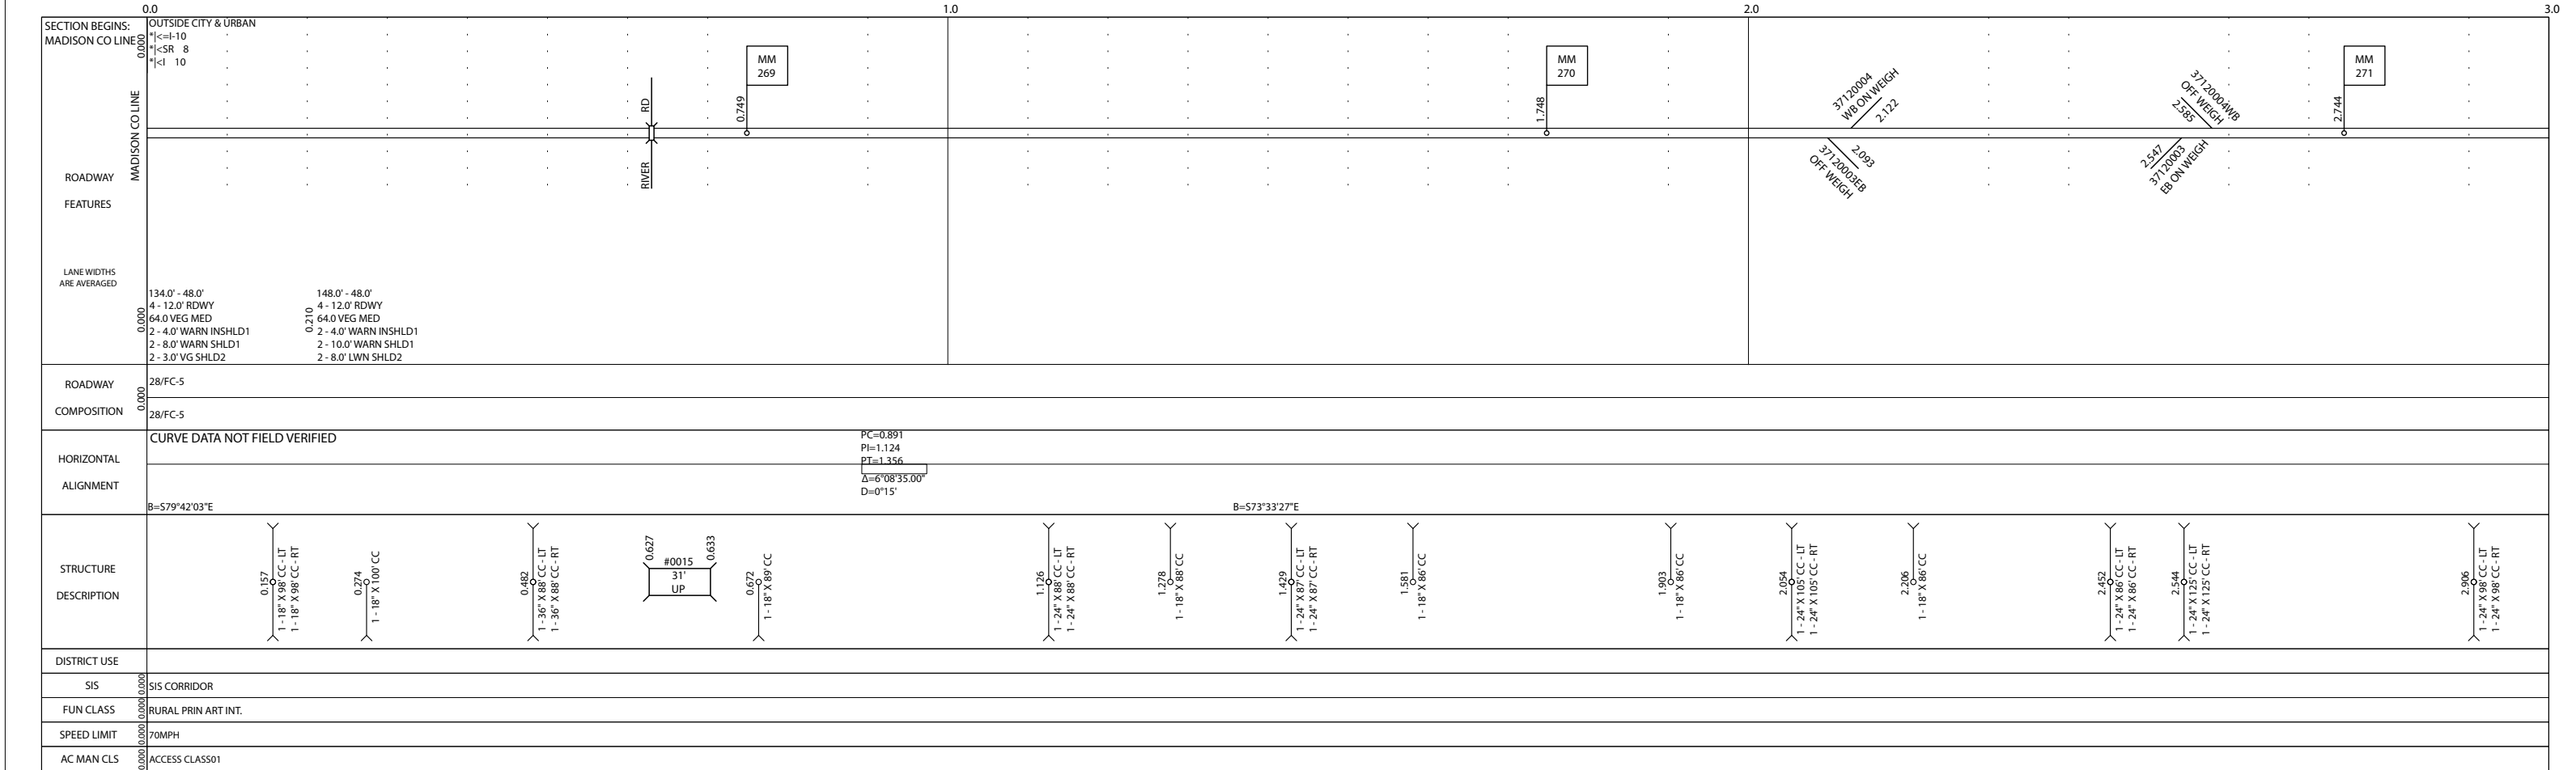 0.0
1.0
2.0
3.0
SECTION BEGINS:
MADISON CO LINE
0.000
OUTSIDE CITY & URBAN
*|<=I-10
*|<SR 8
*|<I 10
MADISON CO LINE
RD
RIVER
MM
269
0.749
MM
270
1.748
37120004
WB ON WEIGH
2.122
2.093
37120003EB
OFF WEIGH
37120004WB
OFF WEIGH
2.585
2.547
37120003
EB ON WEIGH
MM
271
2.744
ROADWAY
FEATURES
LANE WIDTHS
ARE AVERAGED
0.000
134.0' - 48.0'
4 - 12.0' RDWY
64.0 VEG MED
2 - 4.0' WARN INSHLD1
2 - 8.0' WARN SHLD1
2 - 3.0' VG SHLD2
0.210
148.0' - 48.0'
4 - 12.0' RDWY
64.0 VEG MED
2 - 4.0' WARN INSHLD1
2 - 10.0' WARN SHLD1
2 - 8.0' LWN SHLD2
ROADWAY
COMPOSITION
0.000
28/FC-5
28/FC-5
HORIZONTAL
ALIGNMENT
CURVE DATA NOT FIELD VERIFIED
PC=0.891
PI=1.124
PT=1.356
Δ=6°08'35.00"
D=0°15'
B=S79°42'03"E
B=S73°33'27"E
STRUCTURE
DESCRIPTION
0.157
1 - 18" X 98' CC - LT
1 - 18" X 98' CC - RT
0.274
1 - 18" X 100' CC
0.482
1 - 36" X 88' CC - LT
1 - 36" X 88' CC - RT
0.627
0.633
#0015
31'
UP
0.672
1 - 18" X 89' CC
1.126
1 - 24" X 88' CC - LT
1 - 24" X 88' CC - RT
1.278
1 - 18" X 88' CC
1.429
1 - 24" X 87' CC - LT
1 - 24" X 87' CC - RT
1.581
1 - 18" X 86' CC
1.903
1 - 18" X 86' CC
2.054
1 - 24" X 105' CC - LT
1 - 24" X 105' CC - RT
2.206
1 - 18" X 86' CC
2.452
1 - 24" X 86' CC - LT
1 - 24" X 86' CC - RT
2.544
1 - 24" X 125' CC - LT
1 - 24" X 125' CC - RT
2.906
1 - 24" X 98' CC - LT
1 - 24" X 98' CC - RT
DISTRICT USE
SIS
0.000
SIS CORRIDOR
FUN CLASS
0.000
RURAL PRIN ART INT.
SPEED LIMIT
0.000
70MPH
AC MAN CLS
0.000
ACCESS CLASS01